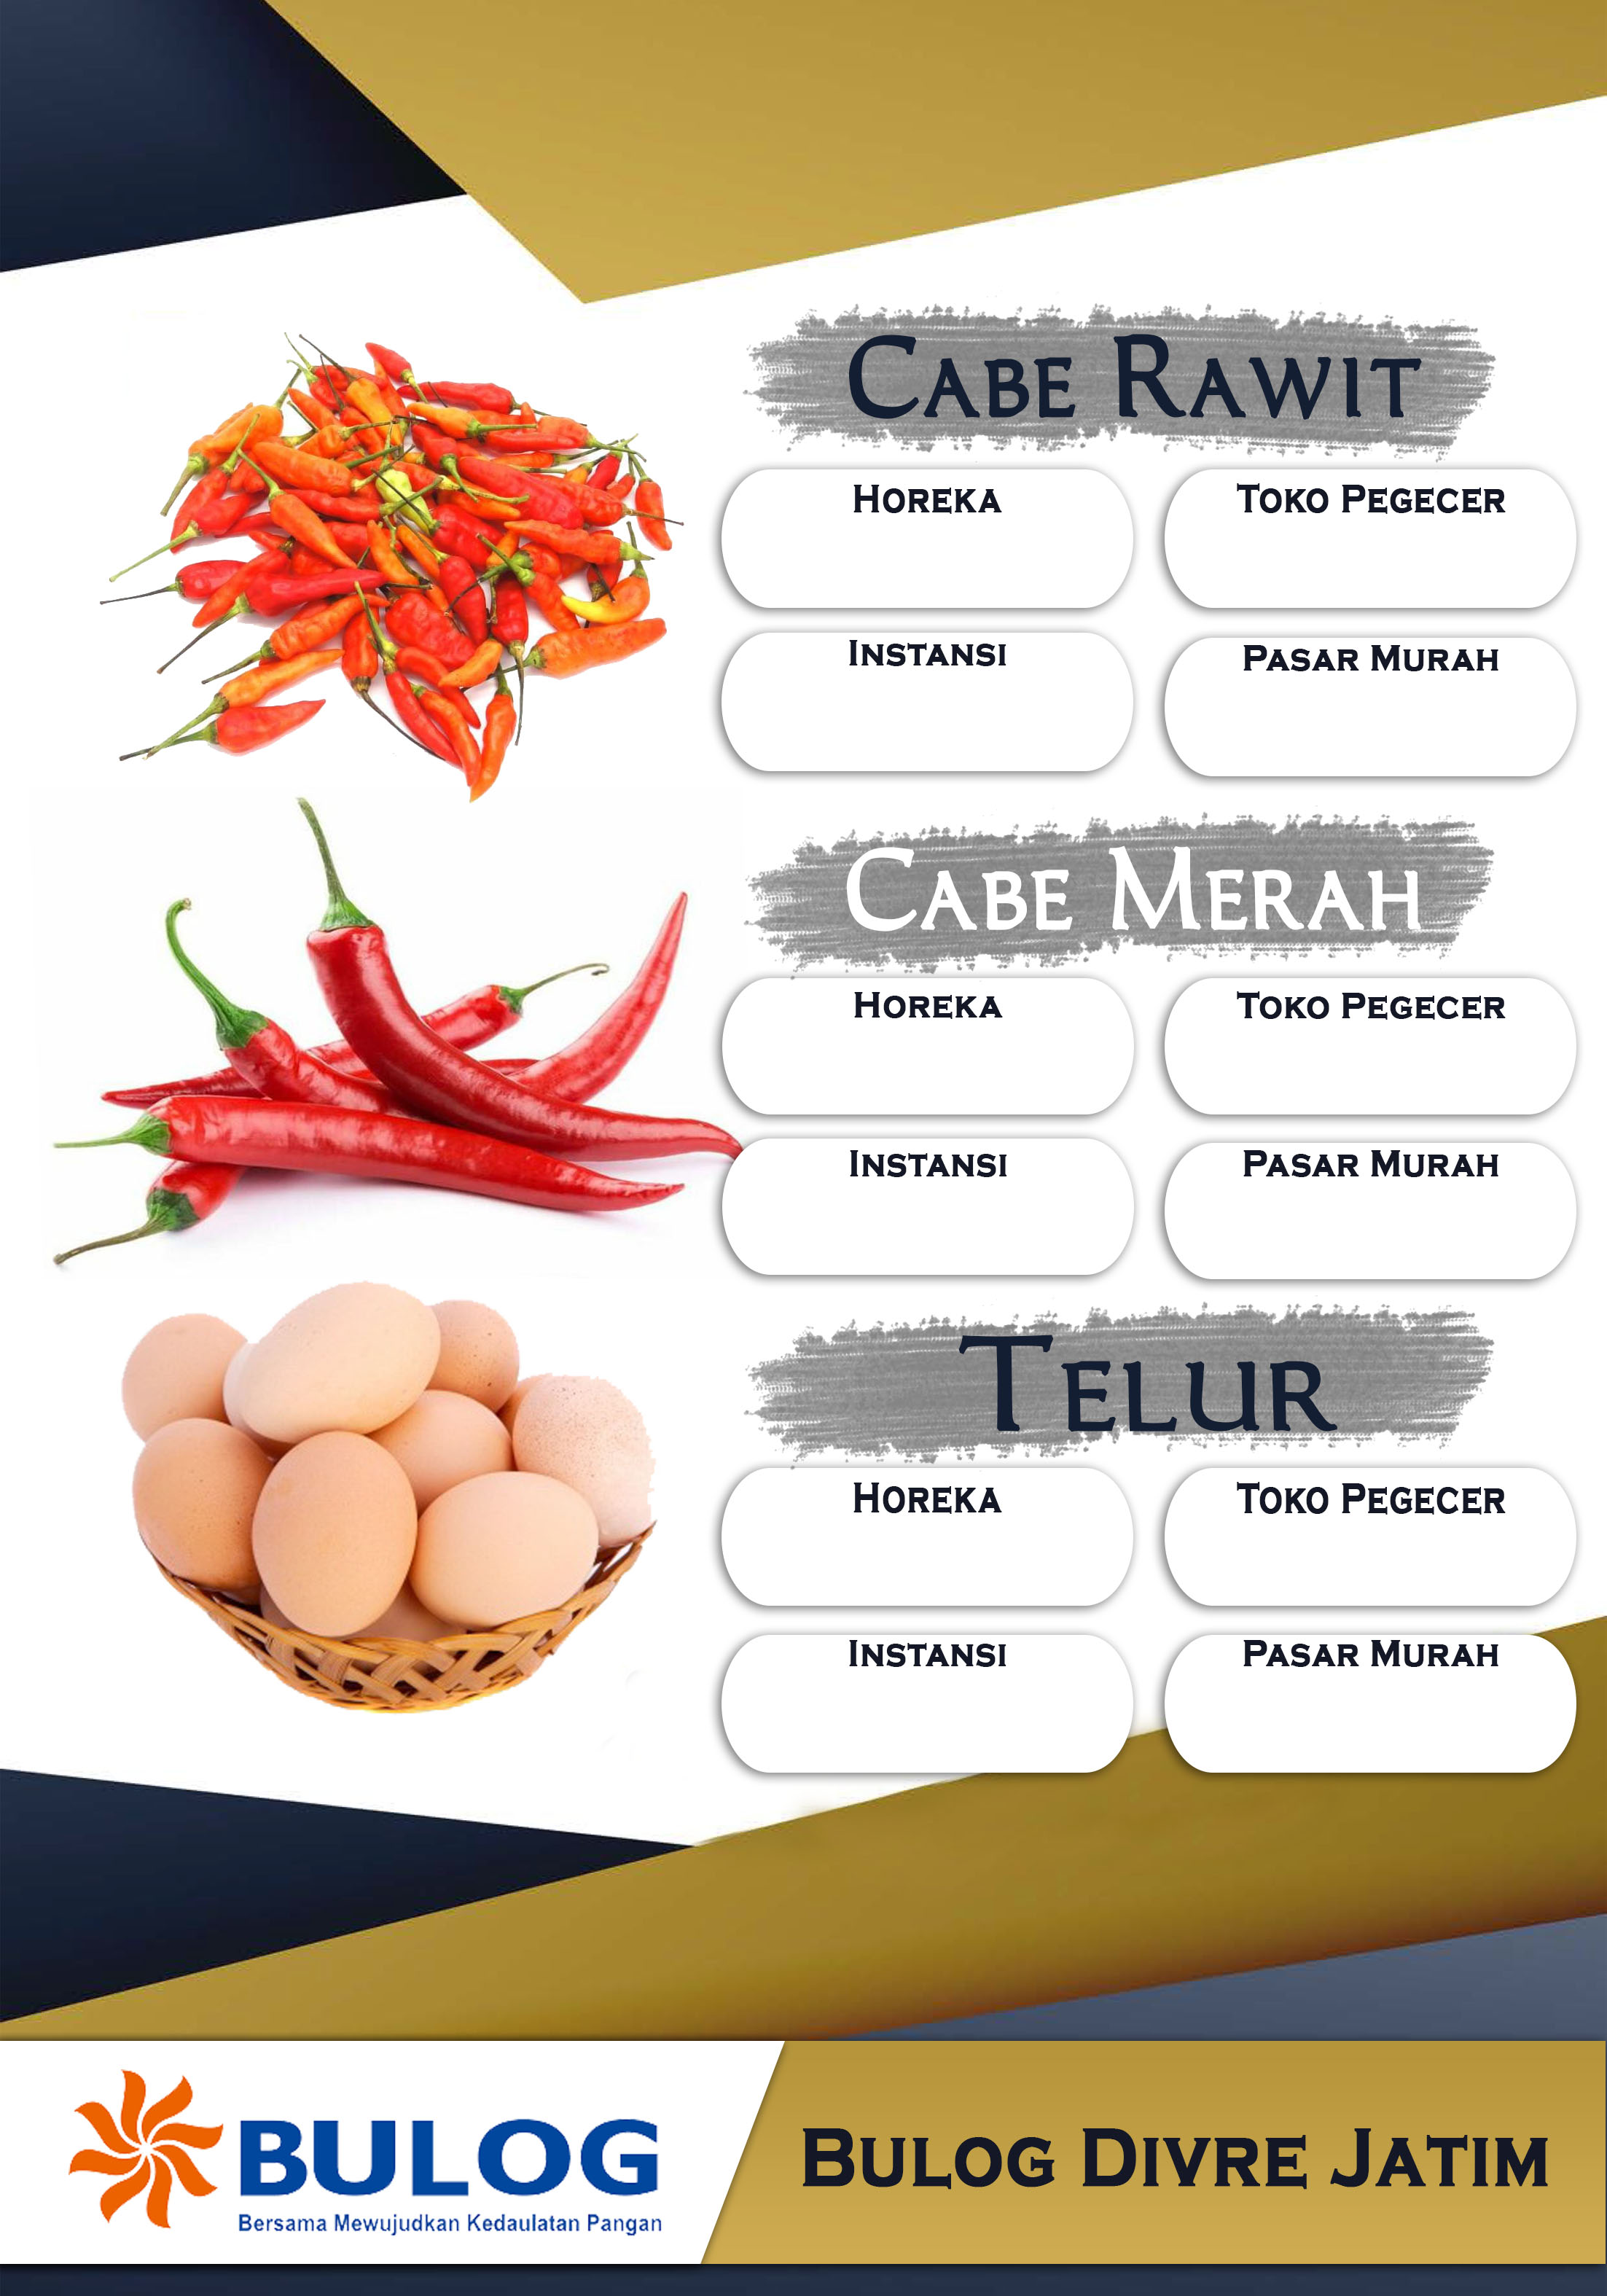 Cabe Rawit
Horeka
Toko Pegecer
Instansi
Pasar Murah
Cabe Merah
Horeka
Toko Pegecer
Instansi
Pasar Murah
Telur
Horeka
Toko Pegecer
Instansi
Pasar Murah
BULOG
Bersama Mewujudkan Kedaulatan Pangan
Bulog Divre Jatim